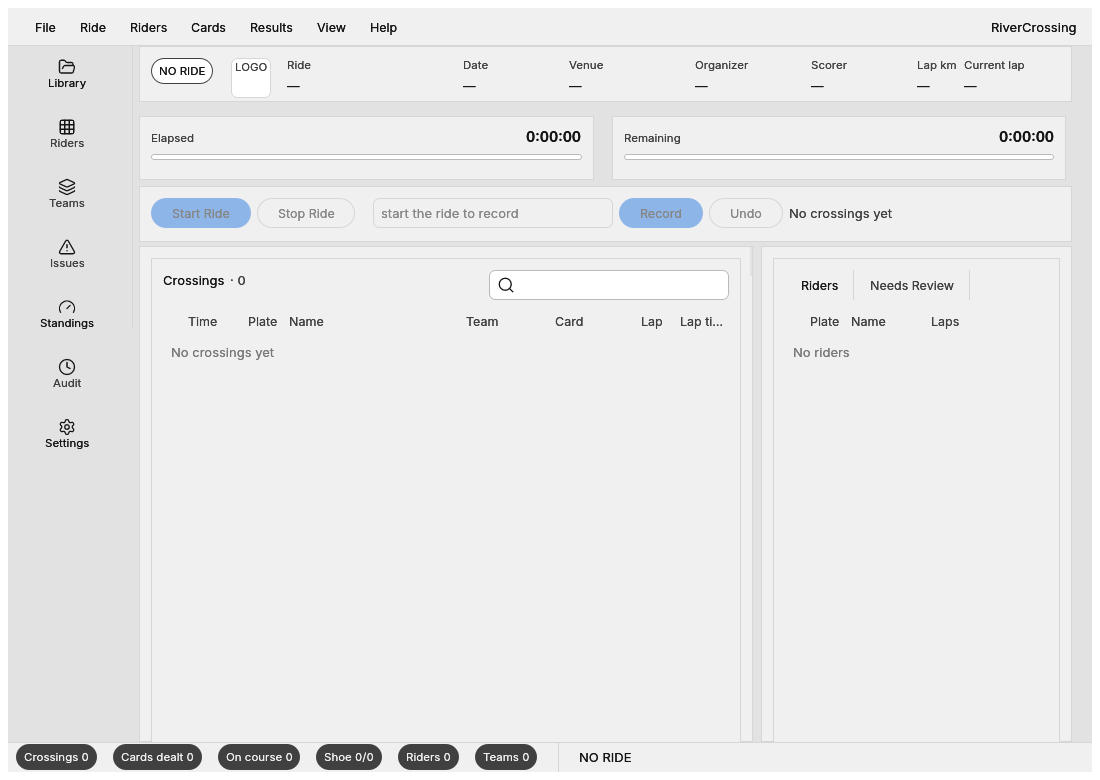 File Ride Riders Cards Results View Help RiverCrossing
Library
Riders
Teams
Issues
Standings
Audit
Settings
NO RIDE
LOGO
Ride Date Venue Organizer Scorer Lap km Current lap
— — — — — — —
Elapsed 0:00:00 Remaining 0:00:00
Start Ride Stop Ride start the ride to record Record Undo No crossings yet
Crossings · 0
Time Plate Name Team Card Lap Lap ti...
No crossings yet
Riders Needs Review
Plate Name Laps
No riders
Crossings 0 Cards dealt 0 On course 0 Shoe 0/0 Riders 0 Teams 0 NO RIDE